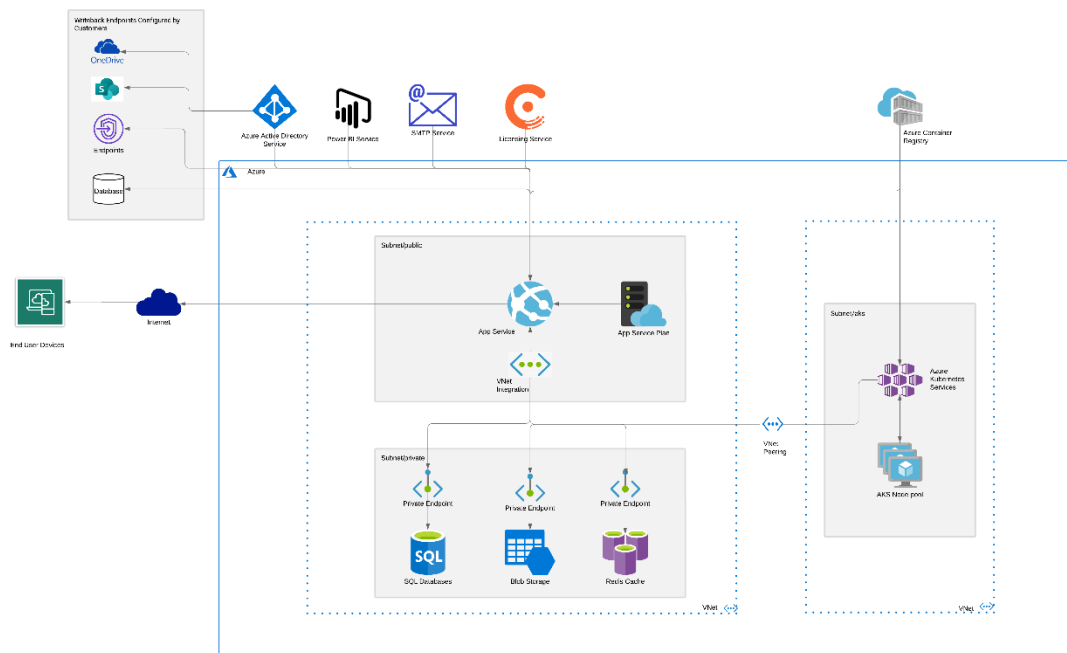 Writeback Endpoints Configured by
Customers
OneDrive
S
Endpoints
Database
Azure Active Directory
Service
Power BI Service
@
SMTP Service
Licensing Service
Azure Container
Registry
Azure
Subnet/public
App Service
App Service Plan
VNet
Integration
Internet
End User Devices
Subnet/aks
Azure
Kubernetes
Services
AKS Node pool
VNet
Peering
Subnet/private
Private Endpoint
Private Endpoint
Private Endpoint
SQL
SQL Databases
Blob Storage
Redis Cache
VNet
VNet